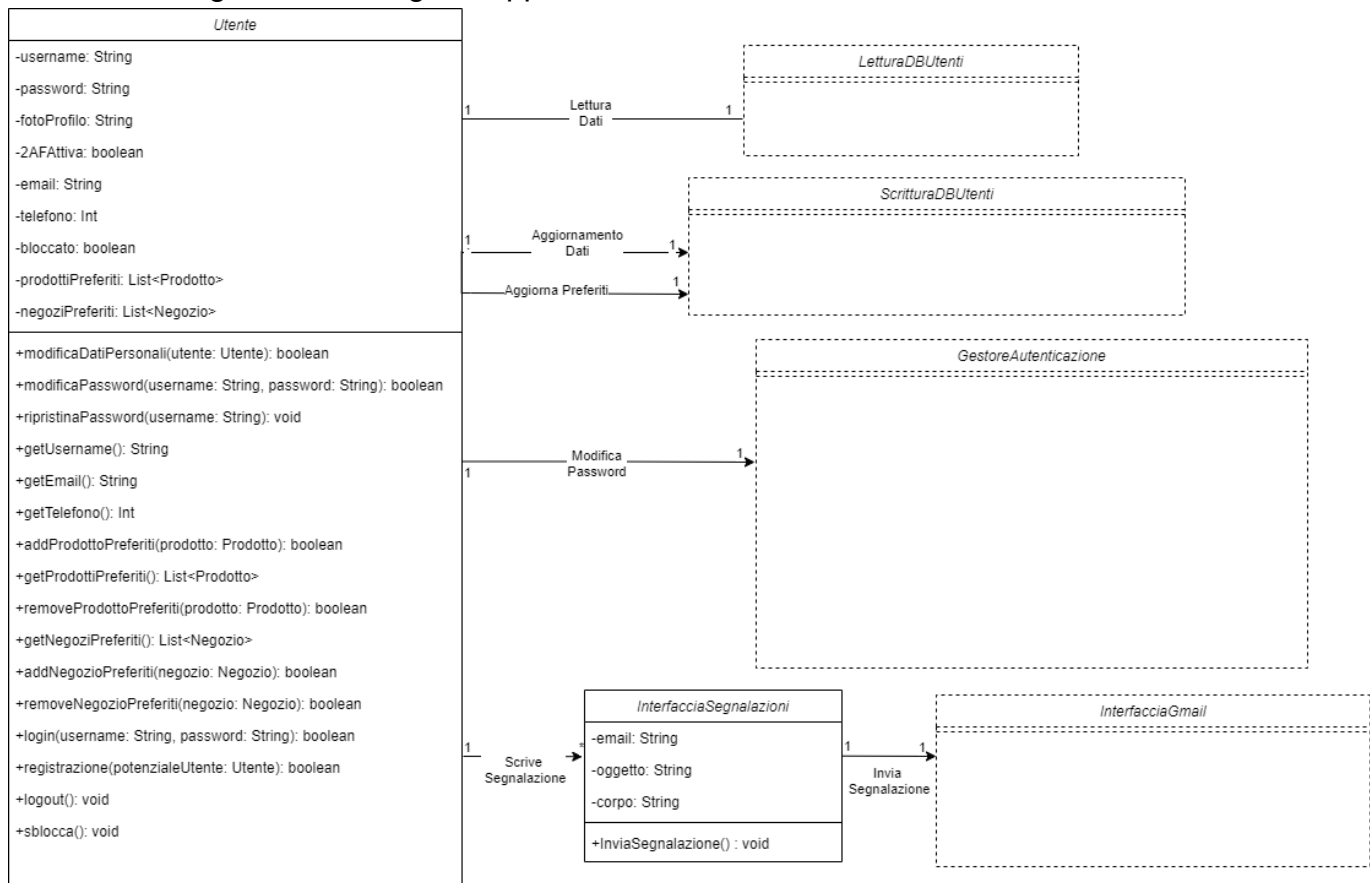 Utente
-username: String
-password: String
-fotoProfilo: String
-2AFAttiva: boolean
-email: String
-telefono: Int
-bloccato: boolean
-prodottiPreferiti: List<Prodotto>
-negoziPreferiti: List<Negozio>
+modificaDatiPersonali(utente: Utente): boolean
+modificaPassword(username: String, password: String): boolean
+ripristinaPassword(username: String): void
+getUsername(): String
+getEmail(): String
+getTelefono(): Int
+addProdottoPreferiti(prodotto: Prodotto): boolean
+getProdottiPreferiti(): List<Prodotto>
+removeProdottoPreferiti(prodotto: Prodotto): boolean
+getNegoziPreferiti(): List<Negozio>
+addNegozioPreferiti(negozio: Negozio): boolean
+removeNegozioPreferiti(negozio: Negozio): boolean
+login(username: String, password: String): boolean
+registrazione(potenzialeUtente: Utente): boolean
+logout(): void
+sblocca(): void
1
Lettura
Dati
1
LetturaDBUtenti
1
Aggiornamento
Dati
1
Aggiorna Preferiti
1
ScritturaDBUtenti
1
Modifica
Password
1
GestoreAutenticazione
1
Scrive
Segnalazione
*
InterfacciaSegnalazioni
-email: String
-oggetto: String
-corpo: String
+InviaSegnalazione() : void
1
Invia
Segnalazione
1
InterfacciaGmail